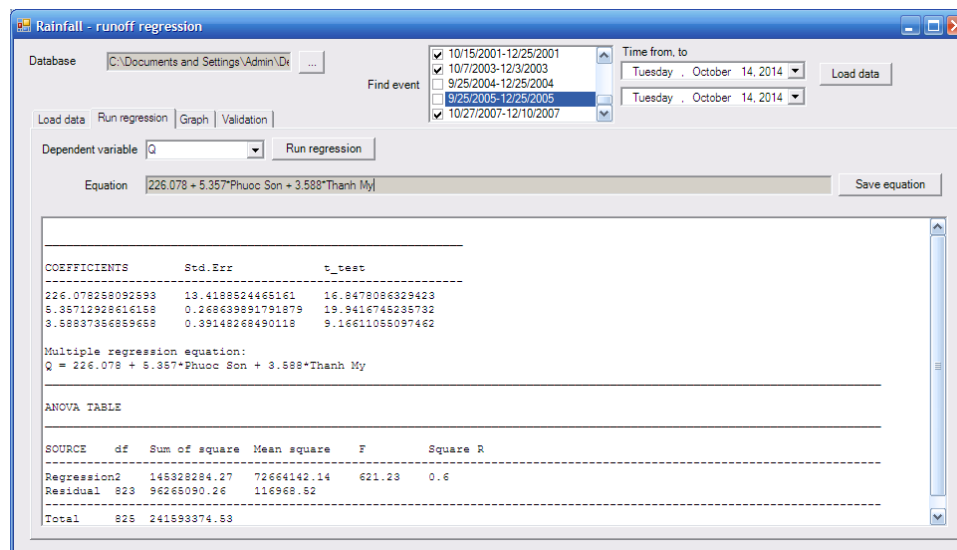 Rainfall - runoff regression
Database C:\Documents and Settings\Admin\De ...
Find event
10/15/2001-12/25/2001
10/7/2003-12/3/2003
9/25/2004-12/25/2004
9/25/2005-12/25/2005
10/27/2007-12/10/2007
Time from, to
Tuesday , October 14, 2014
Tuesday , October 14, 2014
Load data
Load data Run regression Graph Validation
Dependent variable Q Run regression
Equation 226.078 + 5.357*Phuoc Son + 3.588*Thanh My Save equation
COEFFICIENTS Std.Err t_test
226.078258092593 13.4188524465161 16.8478086329423
5.35712928616158 0.268639891791879 19.9416745235732
3.58837356859658 0.39148268490118 9.16611055097462
Multiple regression equation:
Q = 226.078 + 5.357*Phuoc Son + 3.588*Thanh My
ANOVA TABLE
SOURCE df Sum of square Mean square F Square R
Regression2 145328284.27 72664142.14 621.23 0.6
Residual 823 96265090.26 116968.52
Total 825 241593374.53